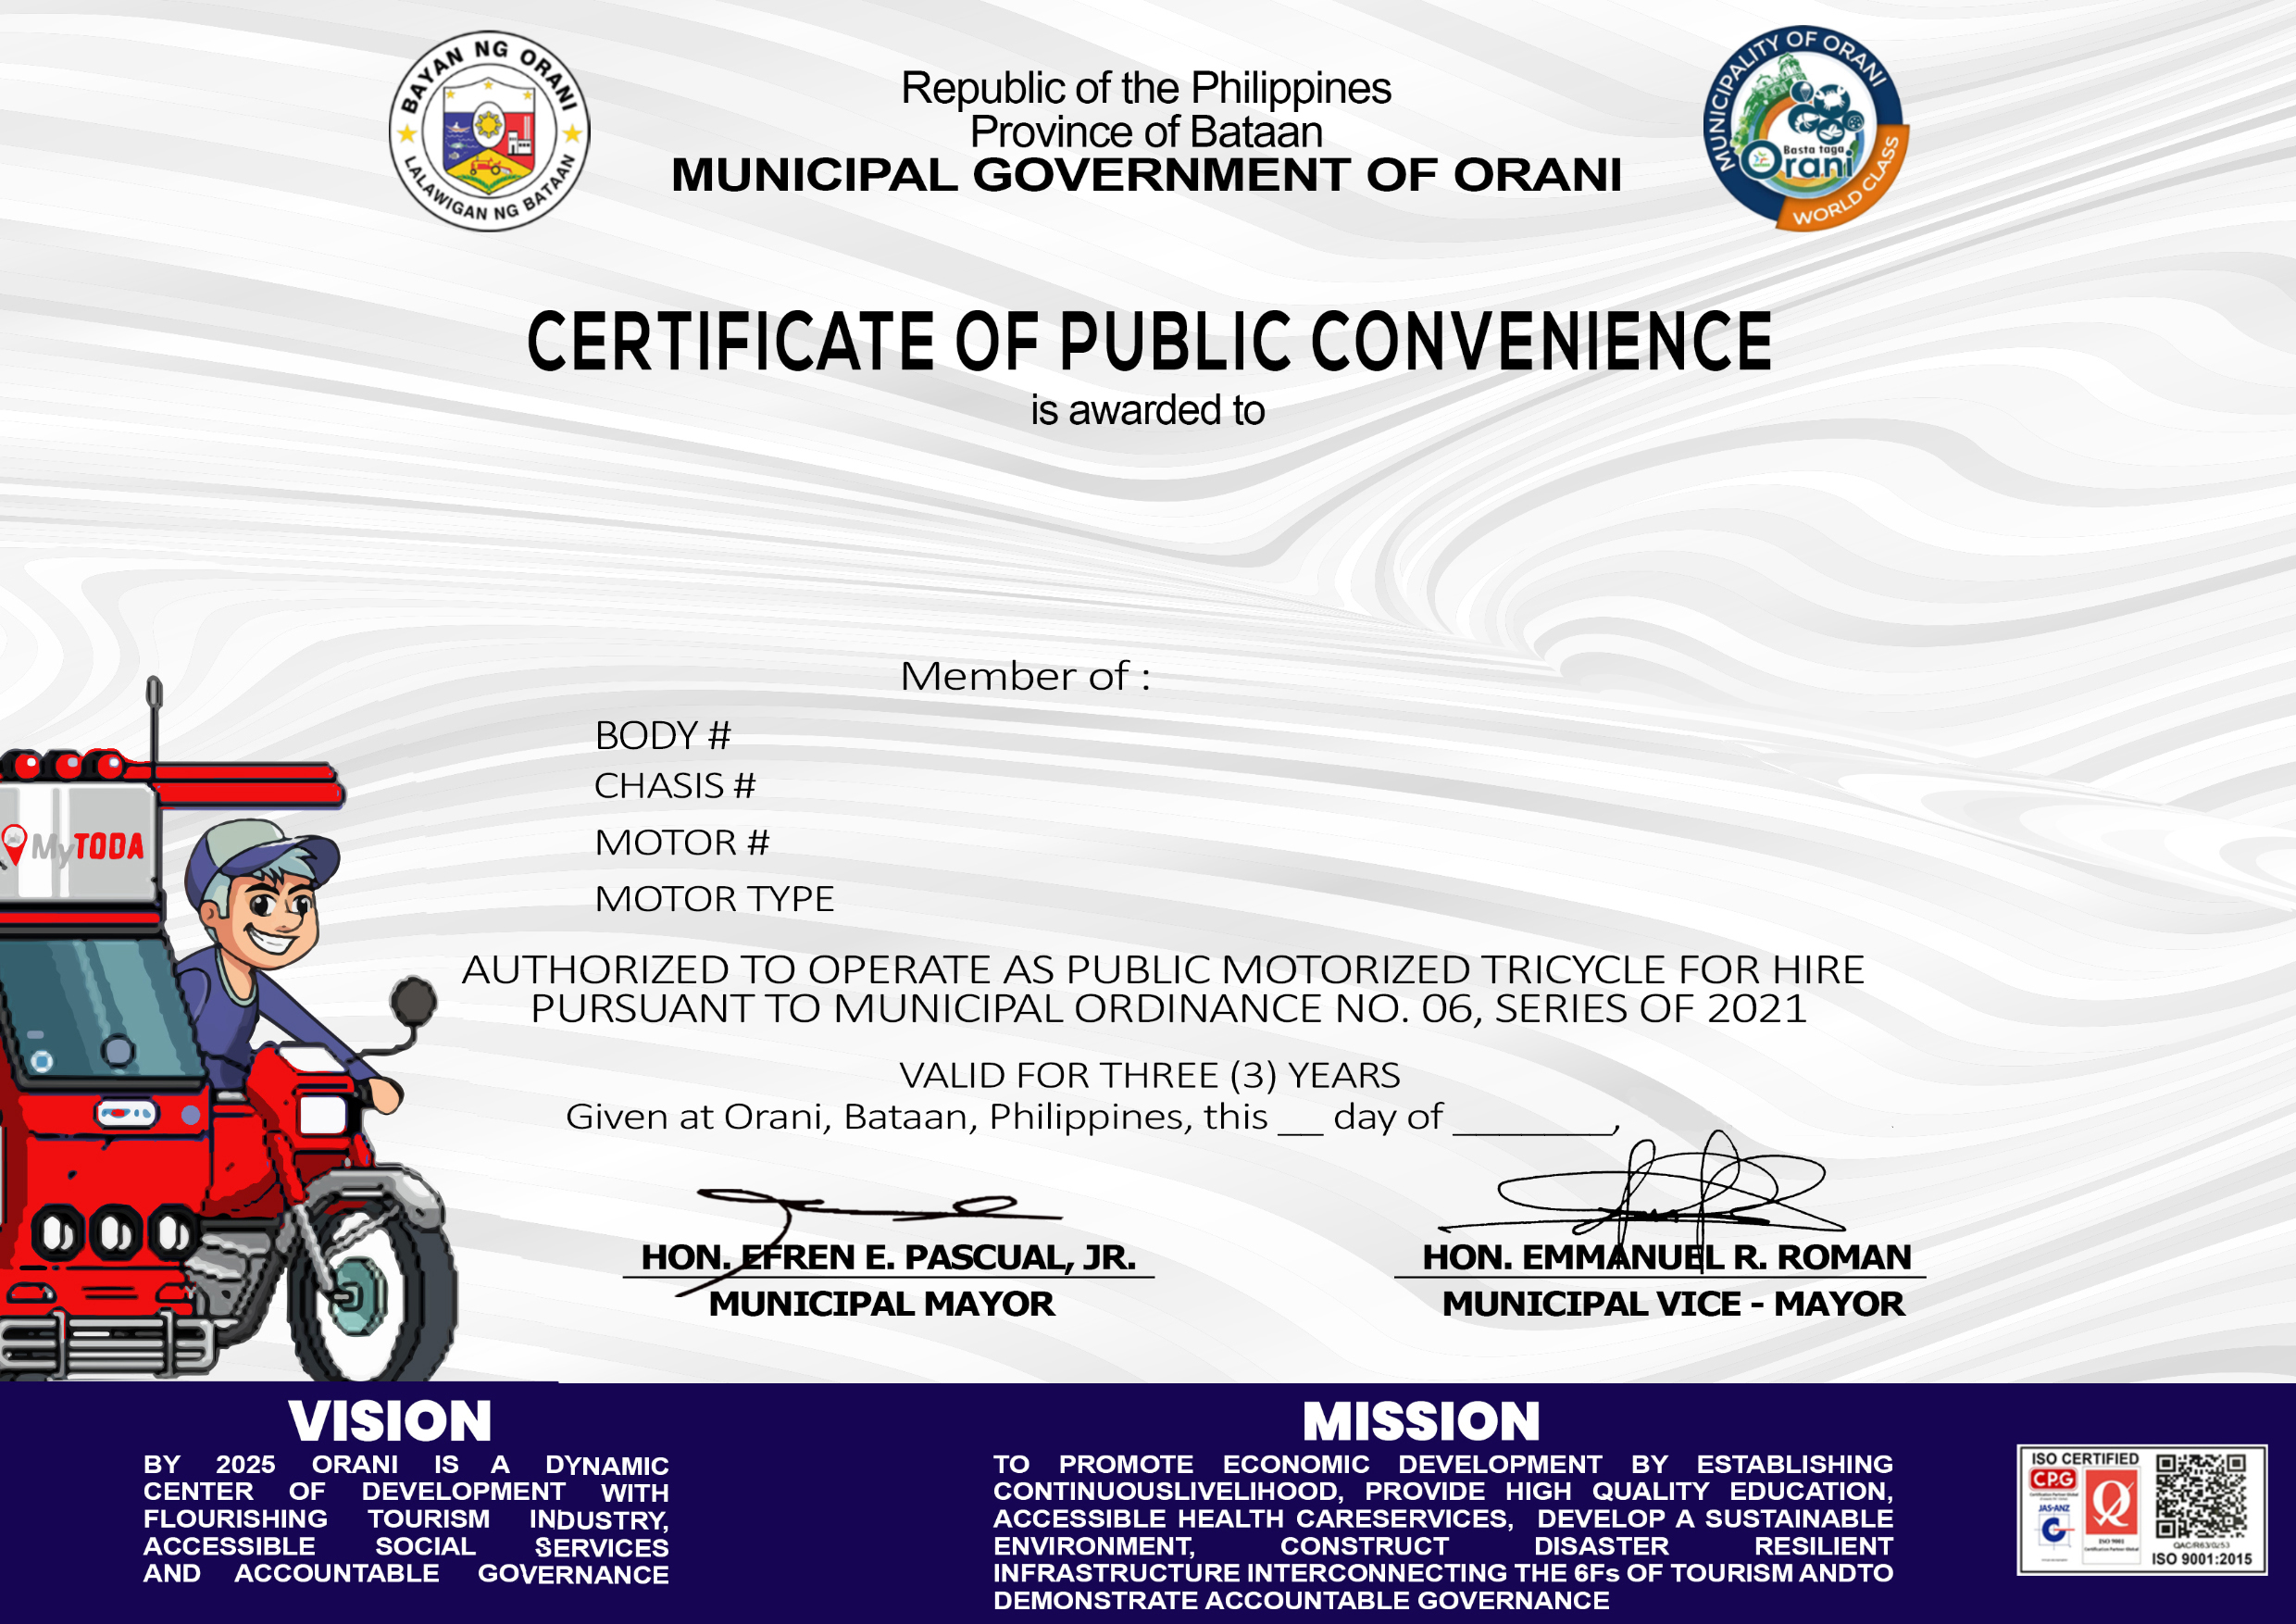 BAYAN NG ORANI
LALAWIGAN NG BATAAN
Republic of the Philippines
Province of Bataan
MUNICIPAL GOVERNMENT OF ORANI
MUNICIPALITY OF ORANI
Basta taga
Orani
WORLD CLASS
CERTIFICATE OF PUBLIC CONVENIENCE
is awarded to
Member of :
BODY #
CHASIS #
MOTOR #
MOTOR TYPE
MyTODA
AUTHORIZED TO OPERATE AS PUBLIC MOTORIZED TRICYCLE FOR HIRE
PURSUANT TO MUNICIPAL ORDINANCE NO. 06, SERIES OF 2021
VALID FOR THREE (3) YEARS
Given at Orani, Bataan, Philippines, this __ day of _______,
HON. EFREN E. PASCUAL, JR.
MUNICIPAL MAYOR
HON. EMMANUEL R. ROMAN
MUNICIPAL VICE - MAYOR
VISION
BY 2025 ORANI IS A DYNAMIC
CENTER OF DEVELOPMENT WITH
FLOURISHING TOURISM INDUSTRY,
ACCESSIBLE SOCIAL SERVICES
AND ACCOUNTABLE GOVERNANCE
MISSION
TO PROMOTE ECONOMIC DEVELOPMENT BY ESTABLISHING
CONTINUOUSLIVELIHOOD, PROVIDE HIGH QUALITY EDUCATION,
ACCESSIBLE HEALTH CARESERVICES, DEVELOP A SUSTAINABLE
ENVIRONMENT, CONSTRUCT DISASTER RESILIENT
INFRASTRUCTURE INTERCONNECTING THE 6Fs OF TOURISM ANDTO
DEMONSTRATE ACCOUNTABLE GOVERNANCE
ISO CERTIFIED
CPG
JAS-ANZ
ISO 9001
ISO 9001:2015